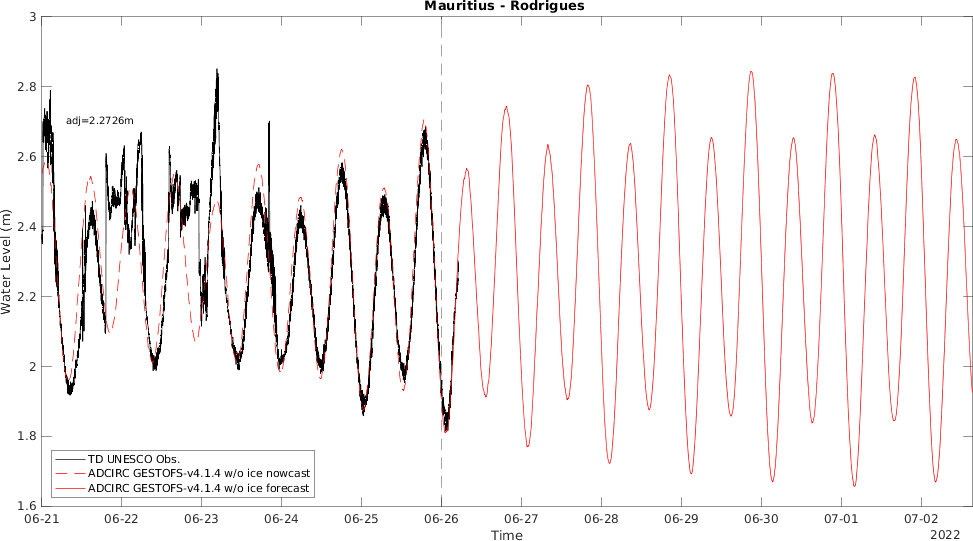 Mauritius - Rodrigues
3
2.8
adj=2.2726m
2.6
2.4
Water Level (m)
2.2
2
1.8
TD UNESCO Obs.
ADCIRC GESTOFS-v4.1.4 w/o ice nowcast
ADCIRC GESTOFS-v4.1.4 w/o ice forecast
1.6
06-21 06-22 06-23 06-24 06-25 06-26 06-27 06-28 06-29 06-30 07-01 07-02
Time
2022